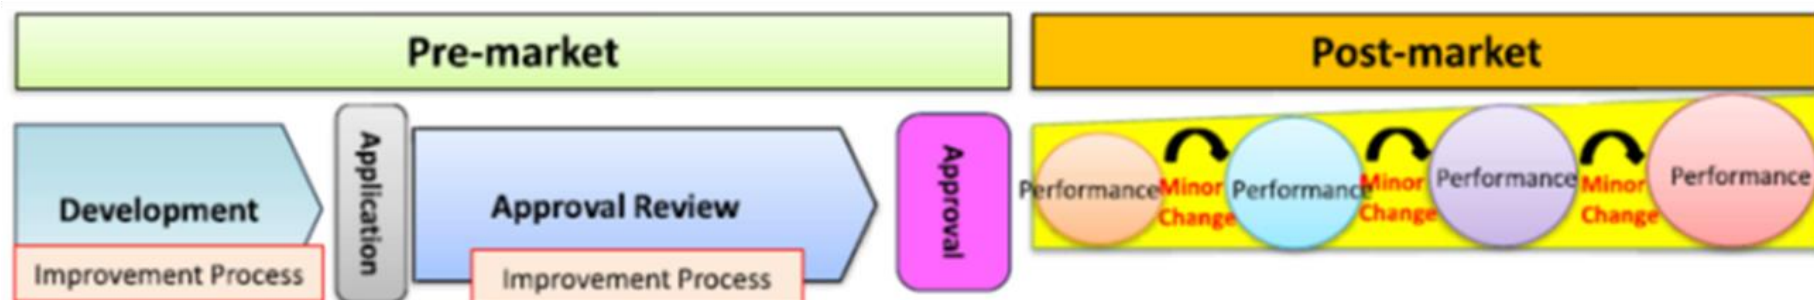 Pre-market
Post-market
Development
Improvement Process
Application
Approval Review
Improvement Process
Approval
Performance
Minor
Change
Performance
Minor
Change
Performance
Minor
Change
Performance